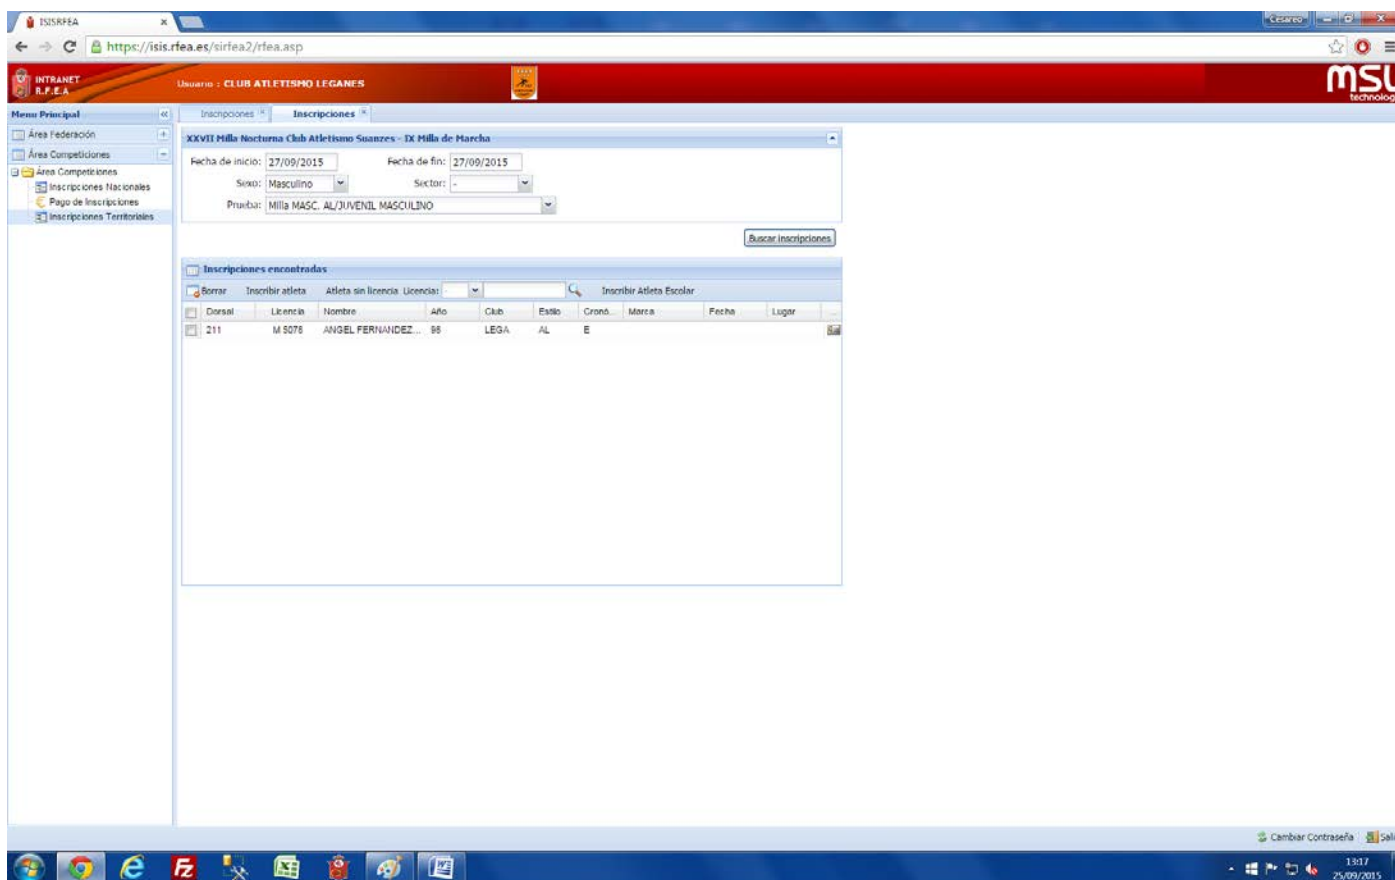 ISISRFEA
Cesareo
https://isis.rfea.es/sirfea2/rfea.asp
INTRANET
R.F.E.A
Usuario : CLUB ATLETISMO LEGANES
msl
technolog
Menu Principal
Inscripciones
Inscripciones
Área Federación
Área Competiciones
Área Competiciones
Inscripciones Nacionales
Pago de Inscripciones
Inscripciones Territoriales
XXVII Milla Nocturna Club Atletismo Suanzes - IX Milla de Marcha
Fecha de inicio: 27/09/2015 Fecha de fin: 27/09/2015
Sexo: Masculino Sector: -
Prueba: Milla MASC. AL/JUVENIL MASCULINO
Buscar inscripciones
Inscripciones encontradas
Borrar Inscribir atleta Atleta sin licencia Licencia: - Inscribir Atleta Escolar
Dorsal Licencia Nombre Año Club Estilo Cronó... Marca Fecha Lugar ...
211 M 5078 ANGEL FERNANDEZ... 98 LEGA AL E
Cambiar Contraseña Sali
13:17
25/09/2015